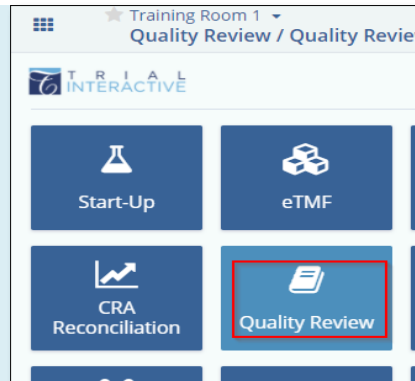 Training Room 1
Quality Review / Quality Revie
TRIAL
INTERACTIVE
Start-Up
eTMF
CRA
Reconciliation
Quality Review